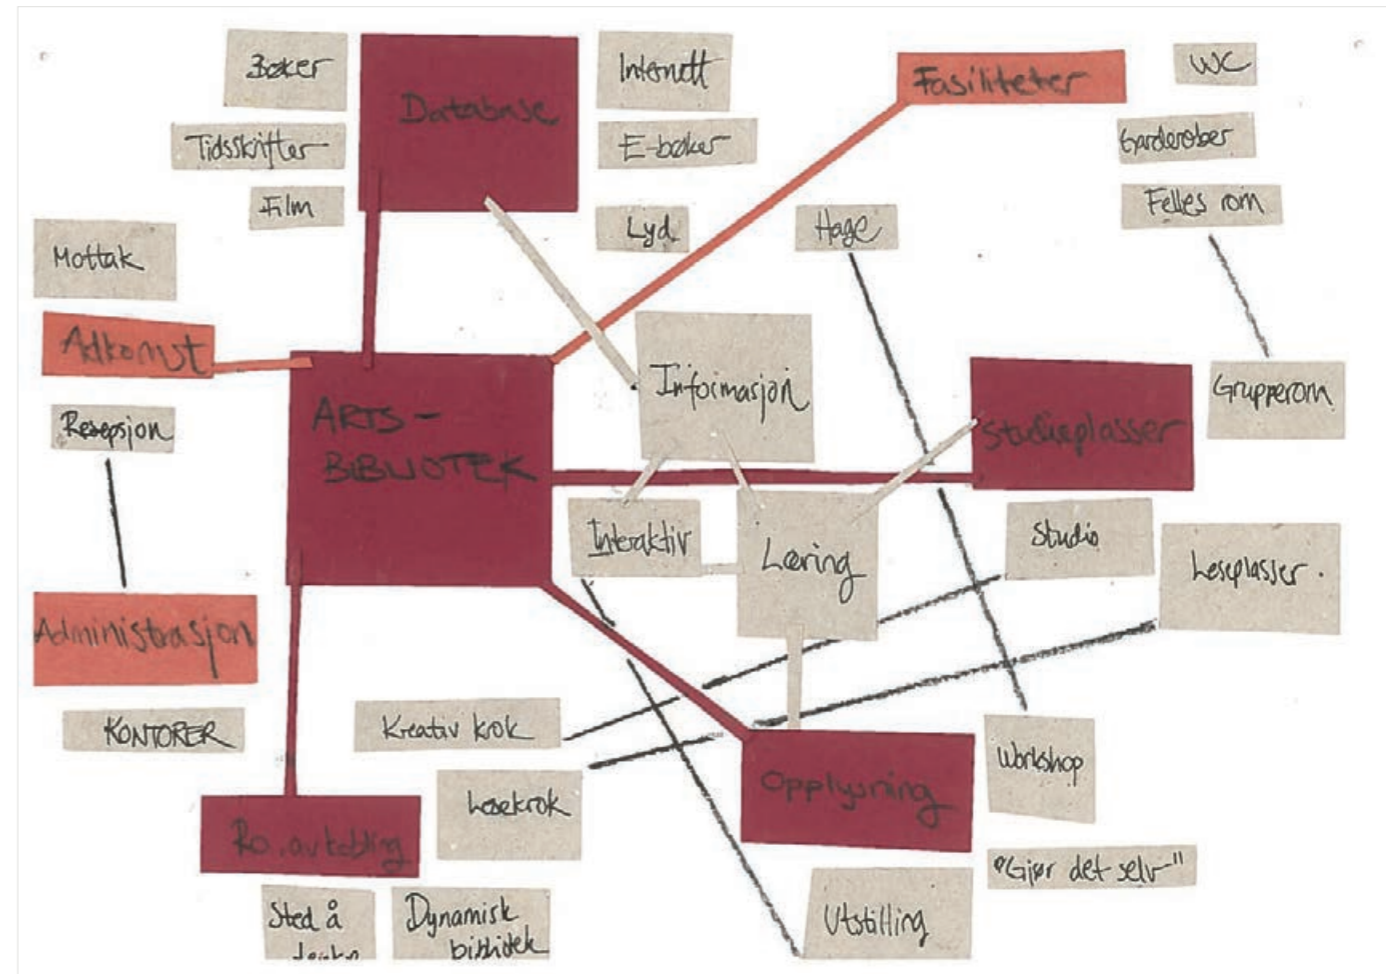 Bøker
Database
Internett
Fasiliteter
WC
Tidsskrifter
E-bøker
Garderober
Film
Lyd
Hage
Felles rom
Mottak
Adkomst
Informasjon
Grupperom
Resepsjon
ARTS-
BIBLIOTEK
Studieplasser
Interaktiv
Læring
Studio
Leseplasser.
Administrasjon
KONTORER
Kreativ krok
Workshop
Opplysning
Lesekrok
Ro.avkobling
"Gjør det selv"
Sted å
Dynamisk
bibliotek
Utstilling